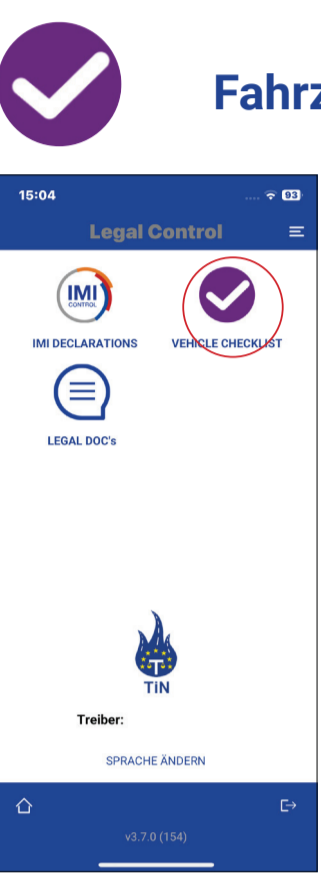 Fahrz
15:04
93
Legal Control
IMI
CONTROL
IMI DECLARATIONS
VEHICLE CHECKLIST
LEGAL DOC's
TiN
Treiber:
SPRACHE ÄNDERN
v3.7.0 (154)